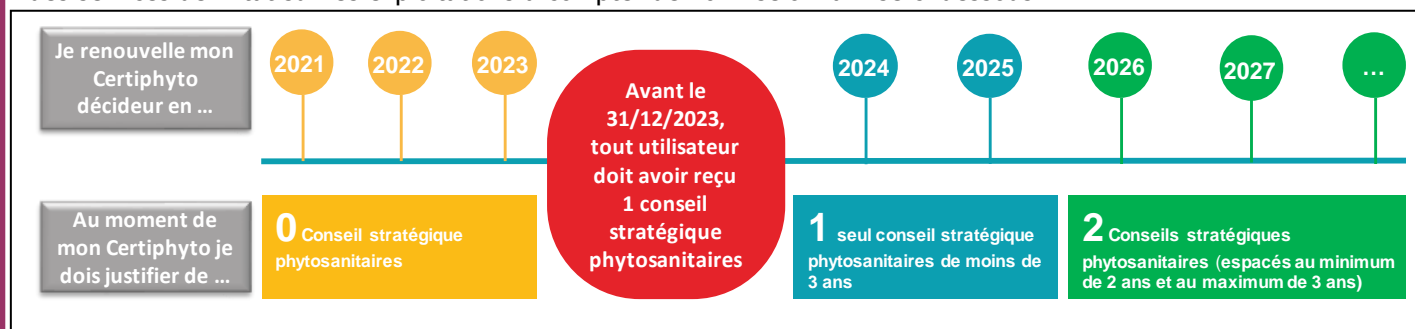 Je renouvelle mon
Certiphyto
décideur en ...
2021
2022
2023
Avant le
31/12/2023,
tout utilisateur
doit avoir reçu
1 conseil
stratégique
phytosanitaires
2024
2025
2026
2027
...
Au moment de
mon Certiphyto je
dois justifier de ...
0 Conseil stratégique
phytosanitaires
1 seul conseil stratégique
phytosanitaires de moins de
3 ans
2 Conseils stratégiques
phytosanitaires (espacés au minimum
de 2 ans et au maximum de 3 ans)